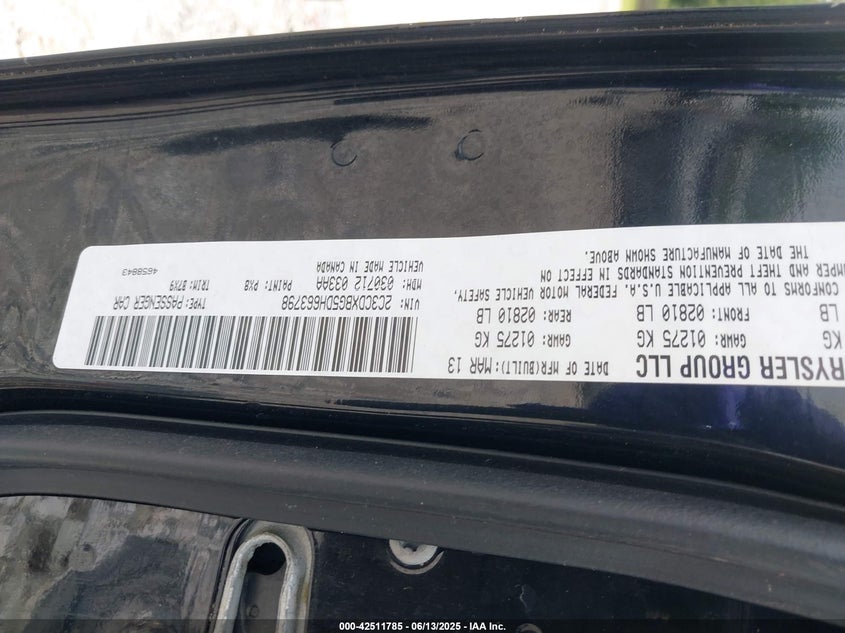 RYSLER GROUP LLC DATE OF MFR(BUILT): MAR 13
KG GAWR: 01275 KG GAWR: 01275 KG
LB FRONT: 02810 LB REAR: 02810 LB
CONFORMS TO ALL APPLICABLE U.S.A. FEDERAL MOTOR VEHICLE SAFETY,
UMPER AND THEFT PREVENTION STANDARDS IN EFFECT ON
THE DATE OF MANUFACTURE SHOWN ABOVE.
VIN: 2C3CDXBG5DH663798 TYPE: PASSENGER CAR
MDH: 030712 033AA PAINT: PX8 TRIM: B7X9
VEHICLE MADE IN CANADA 4658843
000-42511785 - 06/13/2025 - IAA Inc.